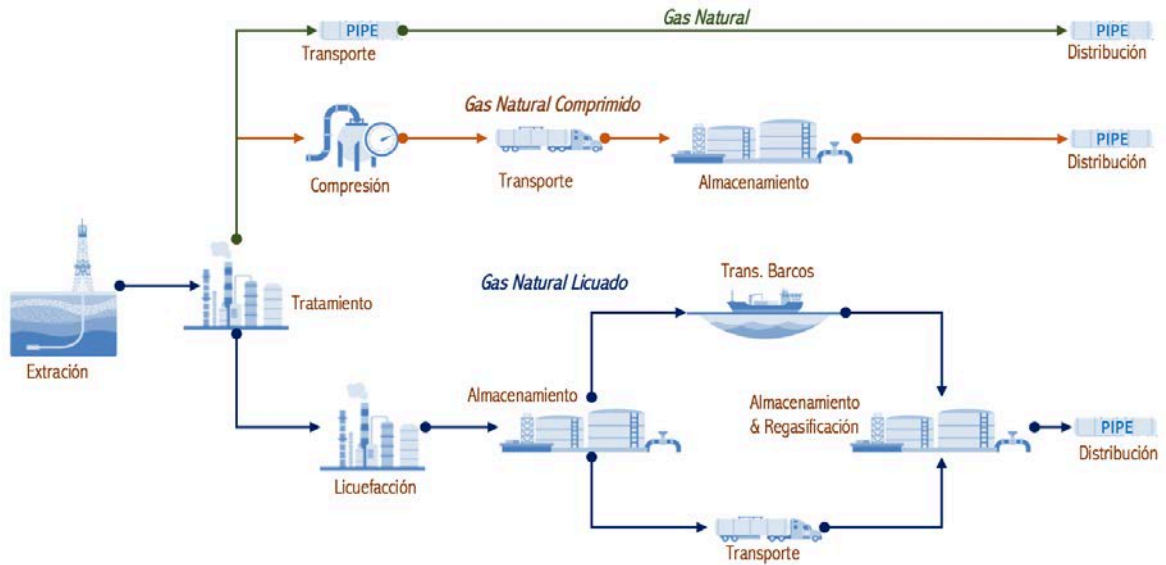 PIPE
Gas Natural
PIPE
Transporte
Distribución
Gas Natural Comprimido
PIPE
Distribución
Compresión
Transporte
Almacenamiento
Gas Natural Licuado
Trans. Barcos
Tratamiento
Extracción
Almacenamiento
Almacenamiento
& Regasificación
PIPE
Distribución
Licuefacción
Transporte